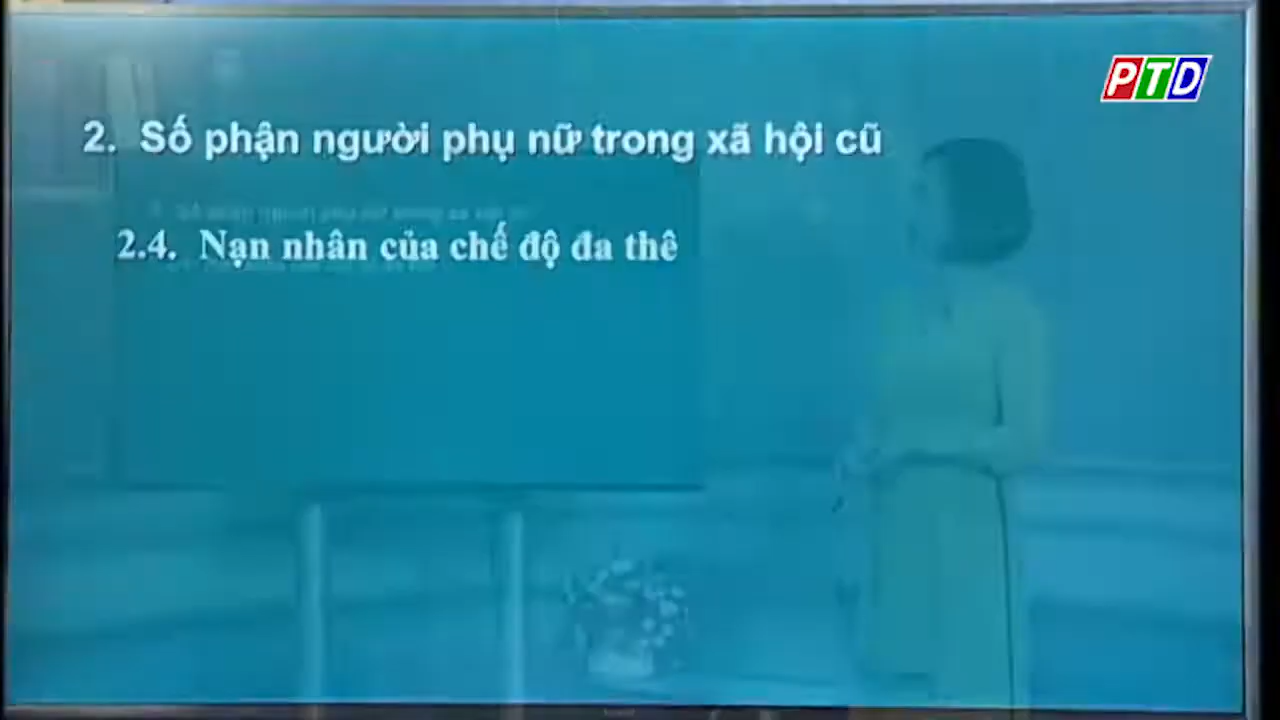 PTD
2. Số phận người phụ nữ trong xã hội cũ
2.4. Nạn nhân của chế độ đa thê